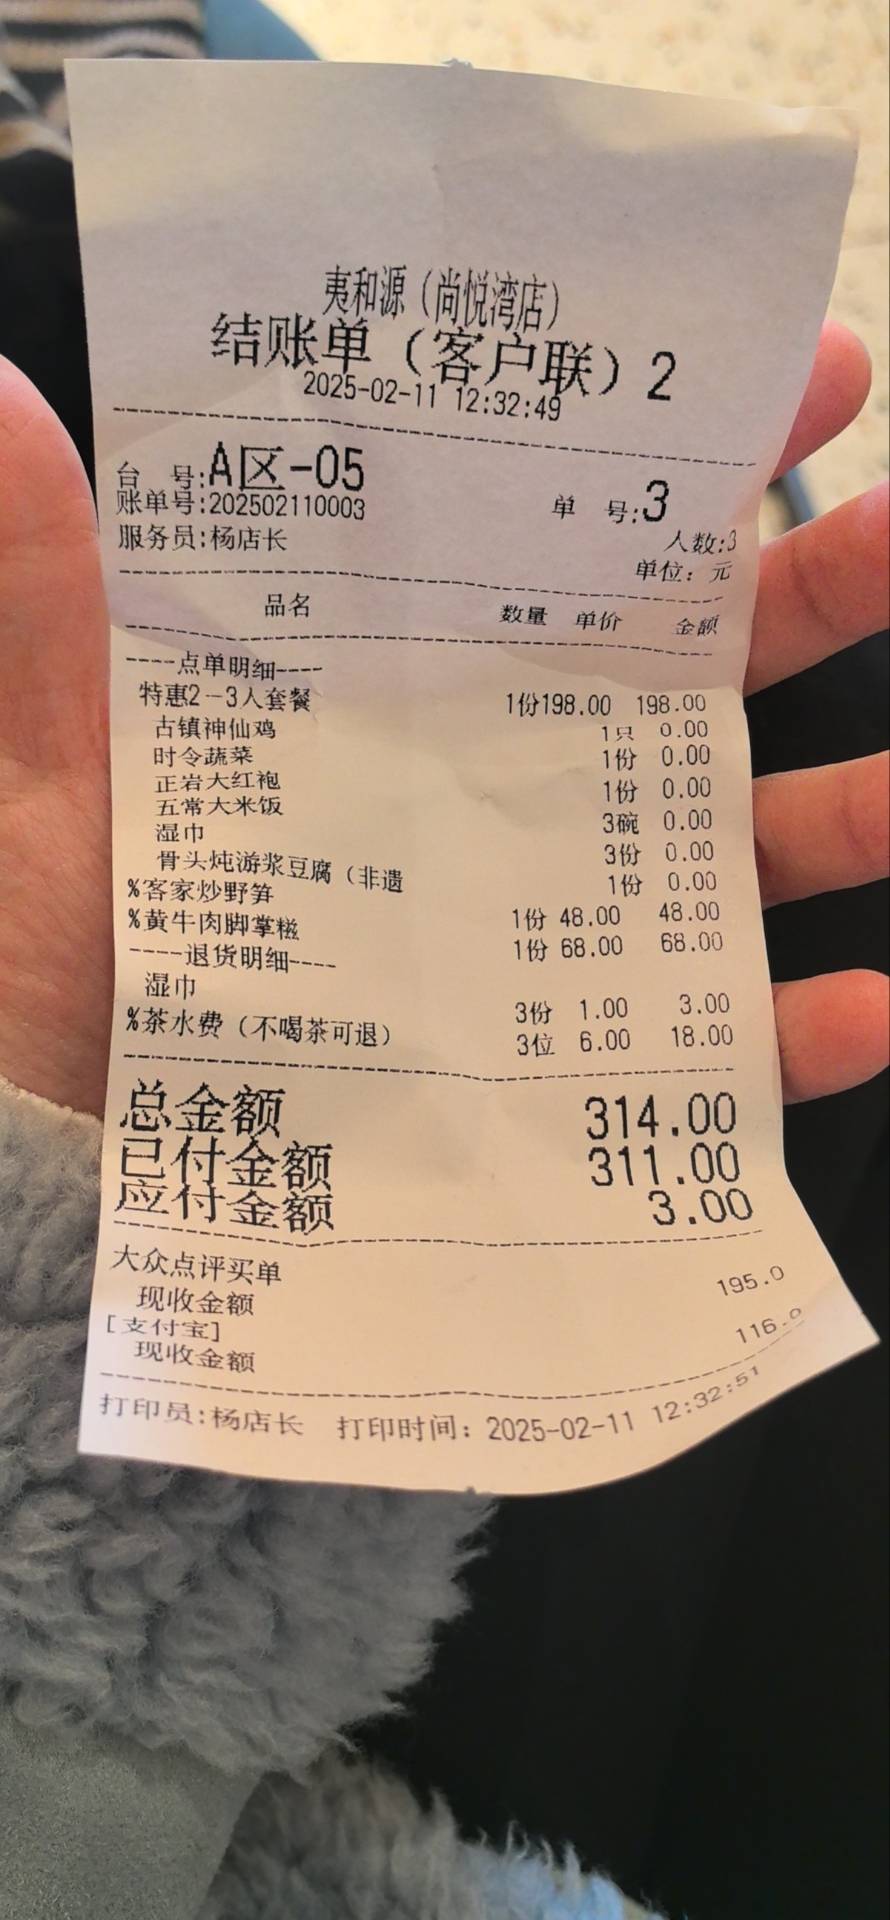 夷和源（尚悦湾店）
结账单（客户联）2
2025-02-11 12:32:49
台 号:A区-05 单 号:3
账单号:202502110003 人数:3
服务员:杨店长 单位: 元
品名 数量 单价 金额
----点单明细----
特惠2-3人套餐 1份198.00 198.00
古镇神仙鸡 1只 0.00
时令蔬菜 1份 0.00
正岩大红袍 1份 0.00
五常大米饭 3碗 0.00
湿巾 3份 0.00
骨头炖游浆豆腐（非遗 1份 0.00
%客家炒野笋 1份 48.00 48.00
%黄牛肉脚掌糍 1份 68.00 68.00
-----退货明细----
湿巾 3份 1.00 3.00
%茶水费（不喝茶可退） 3位 6.00 18.00
总金额 314.00
已付金额 311.00
应付金额 3.00
大众点评买单
现收金额 195.0
[支付宝]
现收金额 116.0
打印员:杨店长 打印时间: 2025-02-11 12:32:51